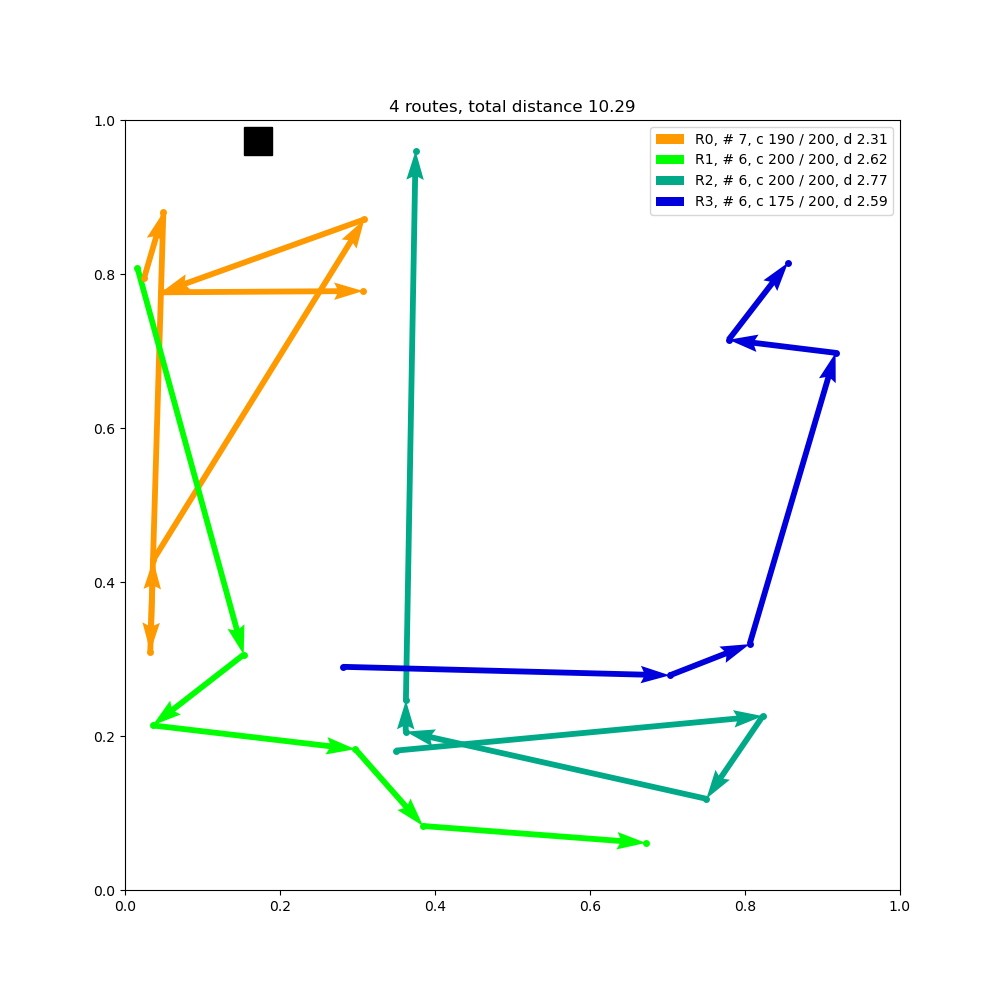 4 routes, total distance 10.29
R0, # 7, c 190 / 200, d 2.31
R1, # 6, c 200 / 200, d 2.62
R2, # 6, c 200 / 200, d 2.77
R3, # 6, c 175 / 200, d 2.59
1.0
0.8
0.6
0.4
0.2
0.0
0.0 0.2 0.4 0.6 0.8 1.0